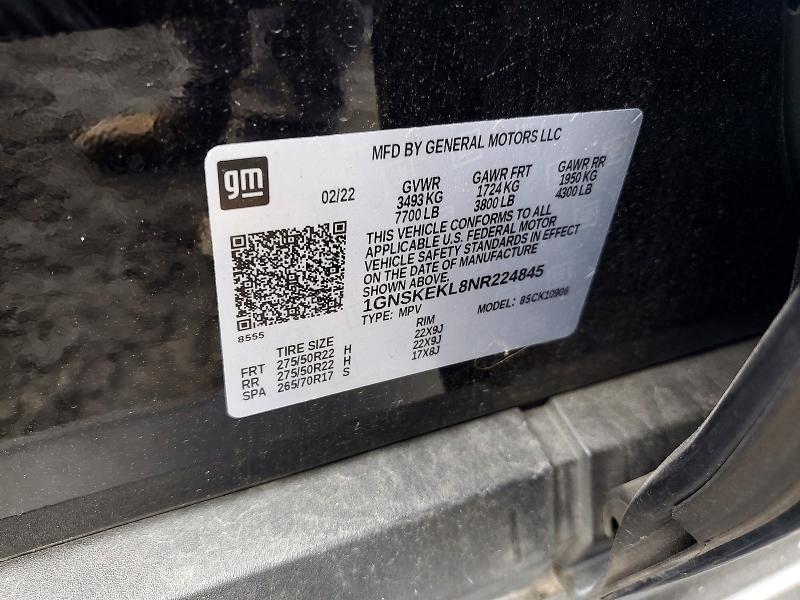 gm
MFD BY GENERAL MOTORS LLC
02/22
GVWR GAWR FRT GAWR RR
3493 KG 1724 KG 1950 KG
7700 LB 3800 LB 4300 LB
THIS VEHICLE CONFORMS TO ALL
APPLICABLE U.S. FEDERAL MOTOR
VEHICLE SAFETY STANDARDS IN EFFECT
ON THE DATE OF MANUFACTURE
SHOWN ABOVE.
1GNSKEKL8NR224845
TYPE: MPV MODEL: 85CK10906
8555
TIRE SIZE RIM
FRT 275/50R22 H 22X9J
RR 275/50R22 H 22X9J
SPA 265/70R17 S 17X8J